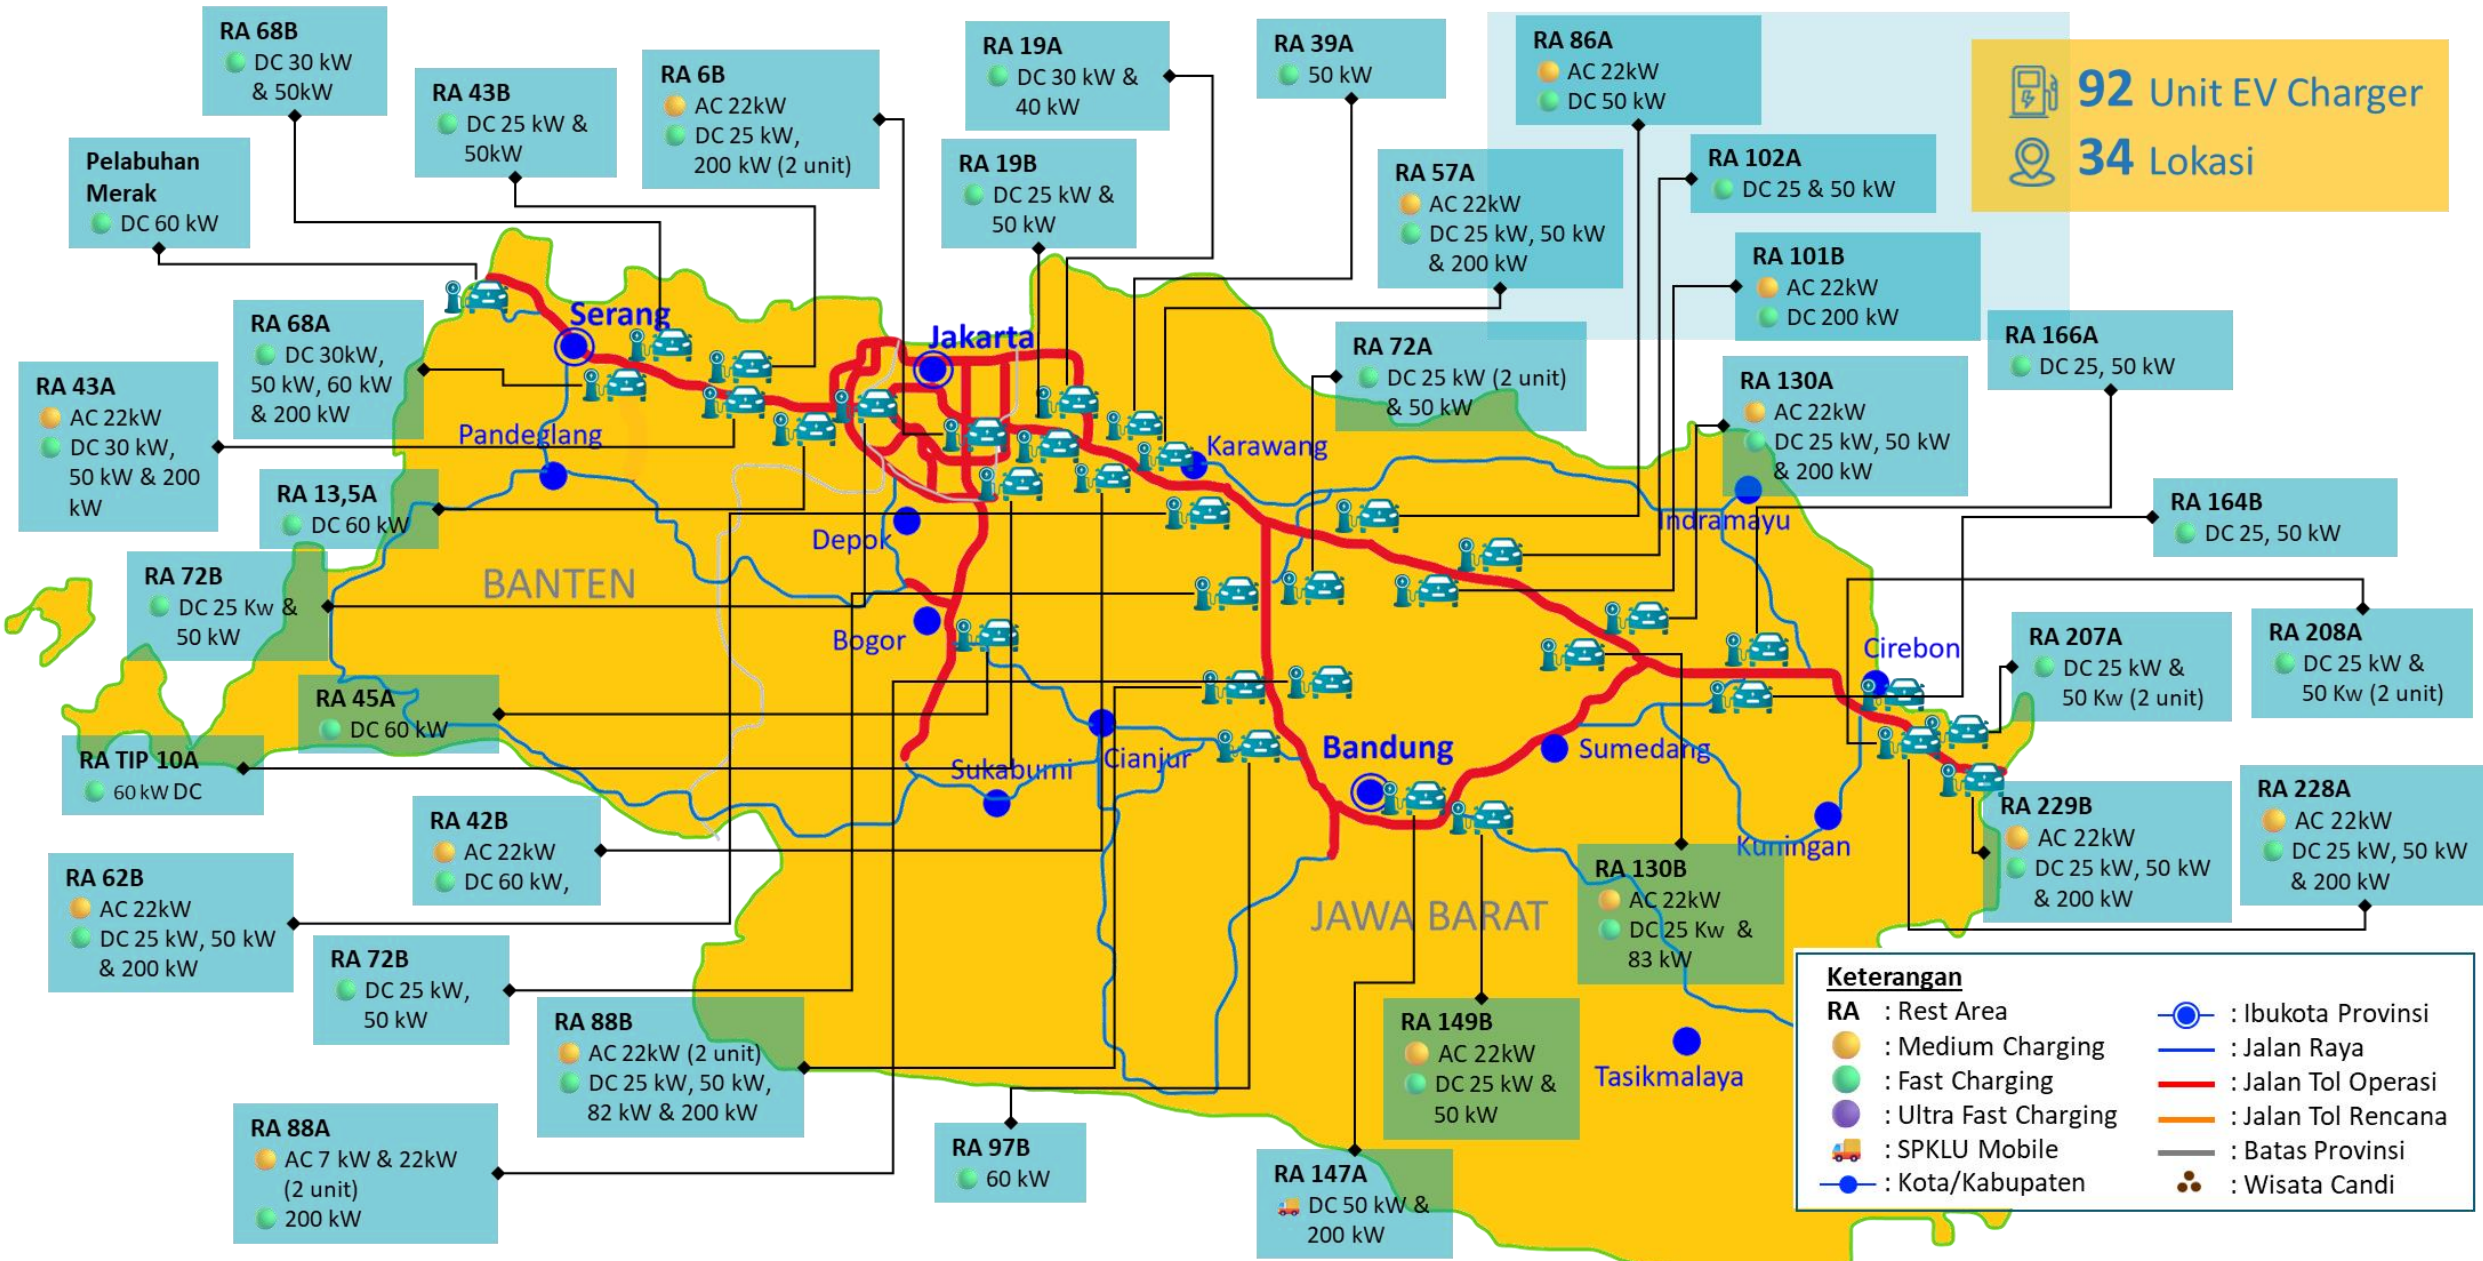 RA 68B
DC 30 kW
& 50kW
RA 43B
DC 25 kW &
50kW
RA 6B
AC 22kW
DC 25 kW,
200 kW (2 unit)
RA 19A
DC 30 kW &
40 kW
RA 39A
50 kW
RA 86A
AC 22kW
DC 50 kW
92 Unit EV Charger
34 Lokasi
Pelabuhan
Merak
DC 60 kW
RA 19B
DC 25 kW &
50 kW
RA 57A
AC 22kW
DC 25 kW, 50 kW
& 200 kW
RA 102A
DC 25 & 50 kW
RA 101B
AC 22kW
DC 200 kW
RA 68A
DC 30kW,
50 kW, 60 kW
& 200 kW
RA 72A
DC 25 kW (2 unit)
& 50 kW
RA 166A
DC 25, 50 kW
RA 43A
AC 22kW
DC 30 kW,
50 kW & 200
kW
RA 130A
AC 22kW
DC 25 kW, 50 kW
& 200 kW
RA 13,5A
DC 60 kW
RA 164B
DC 25, 50 kW
RA 72B
DC 25 Kw &
50 kW
RA 207A
DC 25 kW &
50 Kw (2 unit)
RA 208A
DC 25 kW &
50 Kw (2 unit)
RA 45A
DC 60 kW
RA TIP 10A
60 kW DC
RA 42B
AC 22kW
DC 60 kW,
RA 229B
AC 22kW
DC 25 kW, 50 kW
& 200 kW
RA 228A
AC 22kW
DC 25 kW, 50 kW
& 200 kW
RA 62B
AC 22kW
DC 25 kW, 50 kW
& 200 kW
RA 130B
AC 22kW
DC 25 Kw &
83 kW
RA 72B
DC 25 kW,
50 kW
RA 88B
AC 22kW (2 unit)
DC 25 kW, 50 kW,
82 kW & 200 kW
RA 149B
AC 22kW
DC 25 kW &
50 kW
RA 88A
AC 7 kW & 22kW
(2 unit)
200 kW
RA 97B
60 kW
RA 147A
DC 50 kW &
200 kW
Serang
Jakarta
Pandeglang
Karawang
Depok
Indramayu
BANTEN
Bogor
Cirebon
Sukabumi
Cianjur
Bandung
Sumedang
Kuningan
JAWA BARAT
Tasikmalaya
Keterangan
RA : Rest Area
: Medium Charging
: Fast Charging
: Ultra Fast Charging
: SPKLU Mobile
: Kota/Kabupaten
: Ibukota Provinsi
: Jalan Raya
: Jalan Tol Operasi
: Jalan Tol Rencana
: Batas Provinsi
: Wisata Candi